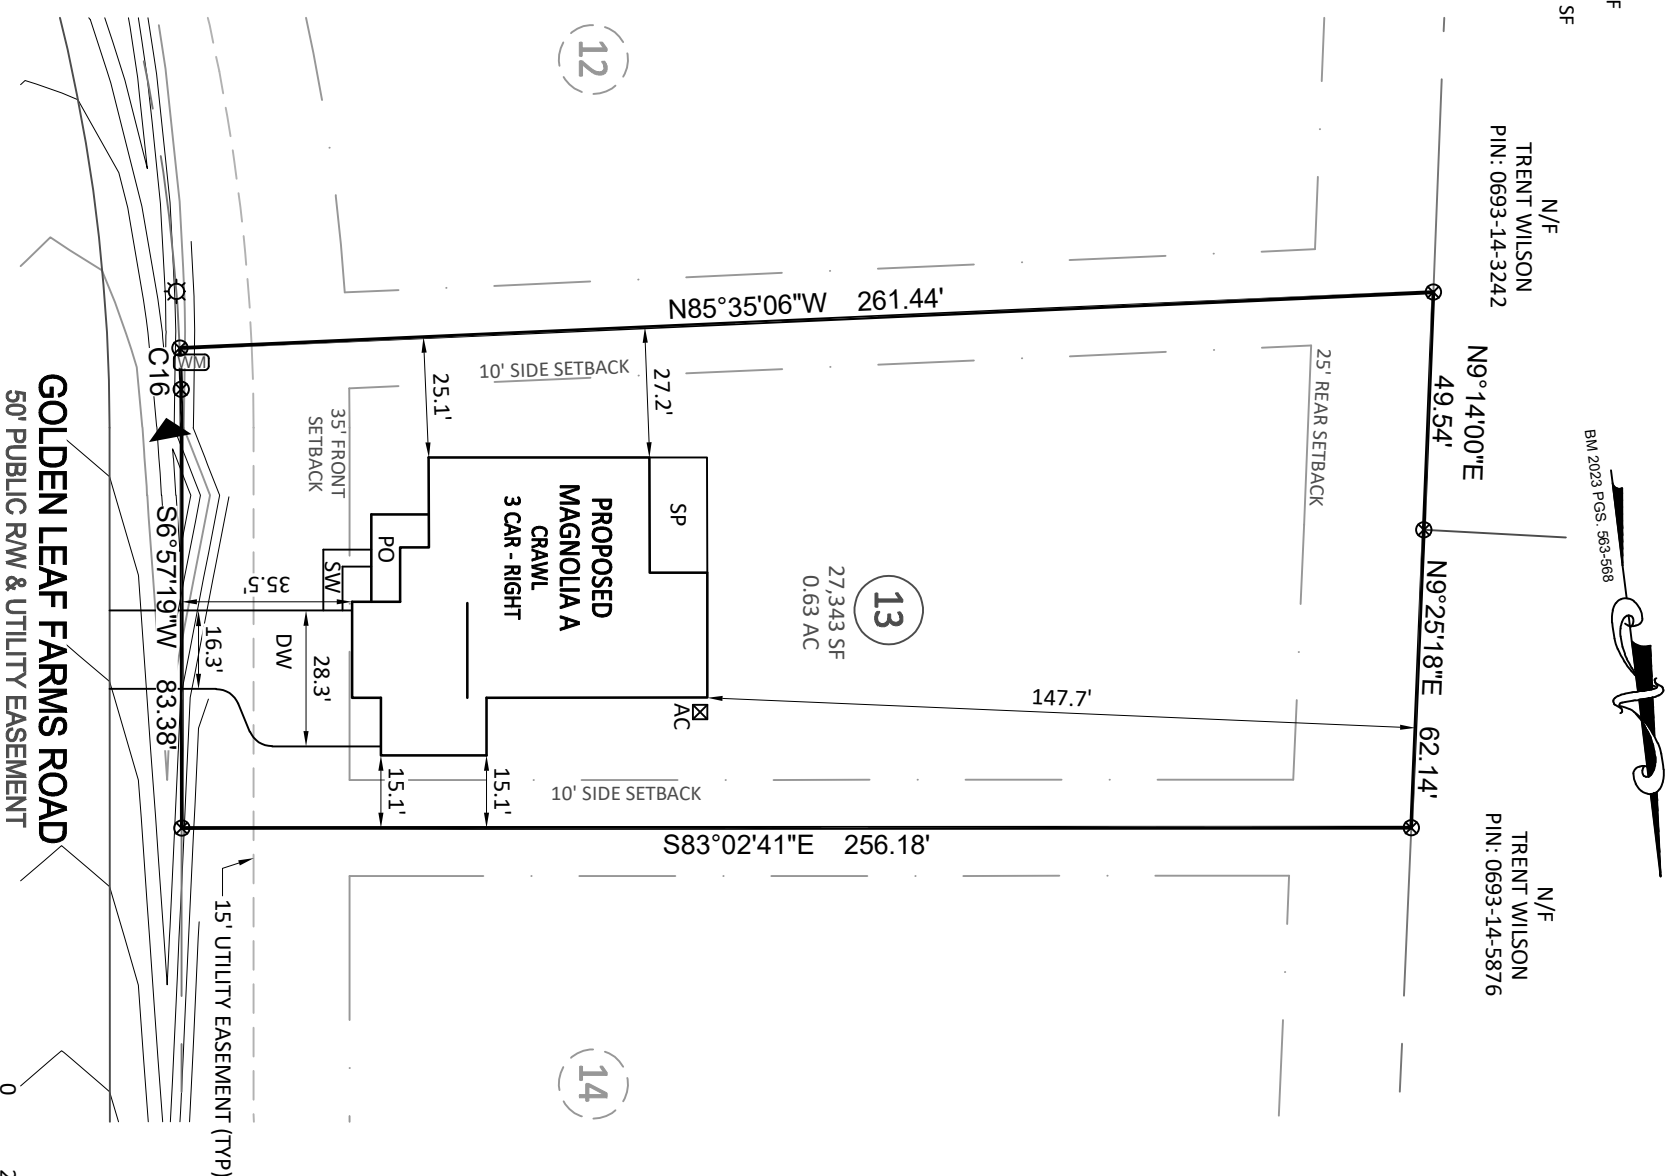 F
SF
N/F
TRENT WILSON
PIN: 0693-14-3242
N9°14'00"E
49.54'
BM 2023 PGS. 563-568
N9°25'18"E 62.14'
N/F
TRENT WILSON
PIN: 0693-14-5876
12
N85°35'06"W 261.44'
25' REAR SETBACK
10' SIDE SETBACK
27.2'
25.1'
35' FRONT
SETBACK
SP
PROPOSED
MAGNOLIA A
CRAWL
3 CAR - RIGHT
PO
SW
13
27,343 SF
0.63 AC
147.7'
AC
35.5'
DW
28.3'
16.3'
15.1'
15.1'
10' SIDE SETBACK
S83°02'41"E 256.18'
WM
C16
S6°57'19"W 83.38'
GOLDEN LEAF FARMS ROAD
50' PUBLIC R/W & UTILITY EASEMENT
15' UTILITY EASEMENT (TYP)
14
0
2